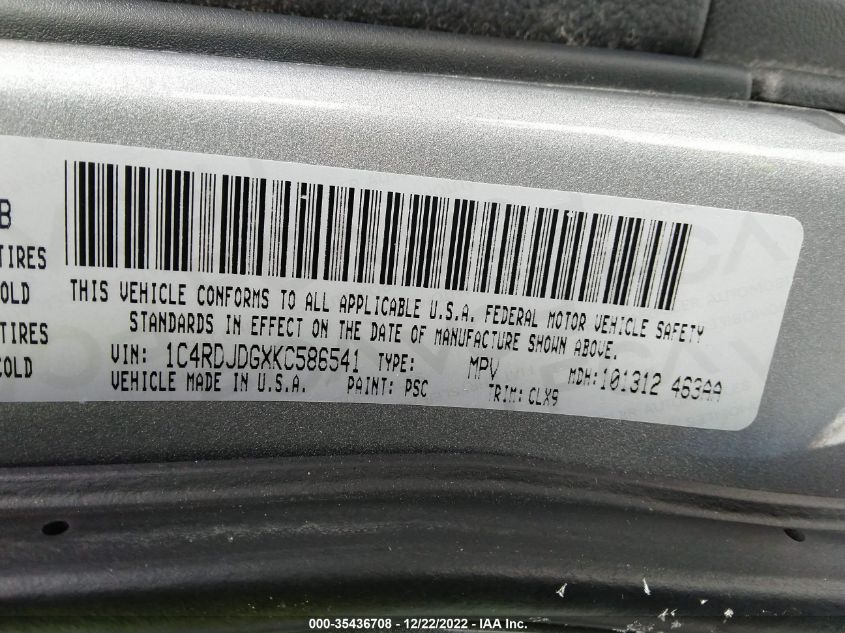 B
TIRES
COLD
TIRES
COLD
THIS VEHICLE CONFORMS TO ALL APPLICABLE U.S.A. FEDERAL MOTOR VEHICLE SAFETY
STANDARDS IN EFFECT ON THE DATE OF MANUFACTURE SHOWN ABOVE.
VIN: 1C4RDJDGXKC586541 TYPE: MPV MDH:101312 463AA
VEHICLE MADE IN U.S.A. PAINT: PSC TRIM: CLX9
000-35436708 - 12/22/2022 - IAA Inc.